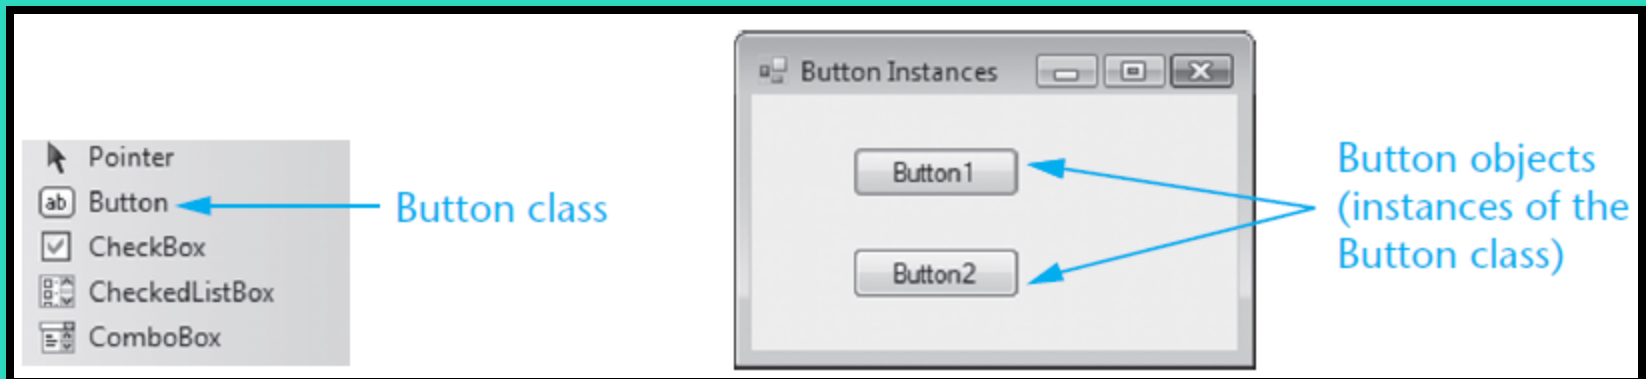 Pointer
Button
CheckBox
CheckedListBox
ComboBox
Button class
Button Instances
Button1
Button2
Button objects
(instances of the
Button class)